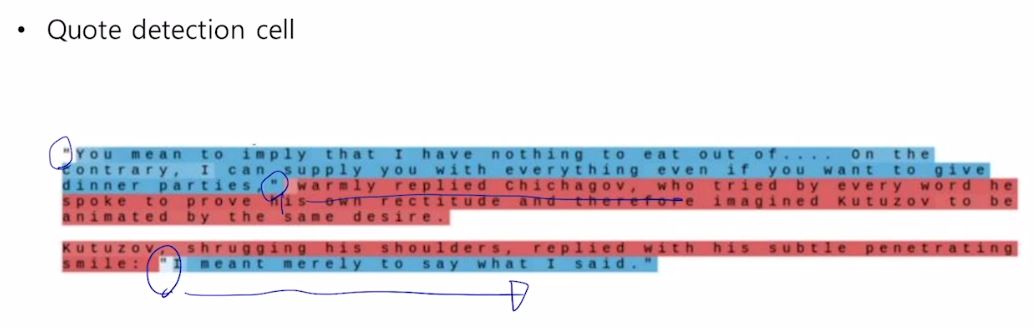 • Quote detection cell
"You mean to imply that I have nothing to eat out of.... On the
contrary, I can supply you with everything even if you want to give
dinner parties," warmly replied Chichagov, who tried by every word he
spoke to prove his own rectitude and therefore imagined Kutuzov to be
animated by the same desire.
Kutuzov, shrugging his shoulders, replied with his subtle penetrating
smile: "I meant merely to say what I said."